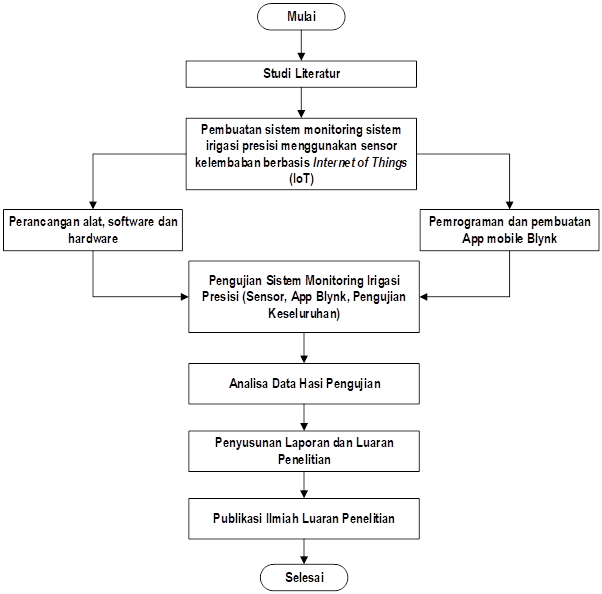 Mulai
Studi Literatur
Pembuatan sistem monitoring sistem
irigasi presisi menggunakan sensor
kelembaban berbasis Internet of Things
(IoT)
Perancangan alat, software dan
hardware
Pemrograman dan pembuatan
App mobile Blynk
Pengujian Sistem Monitoring Irigasi
Presisi (Sensor, App Blynk, Pengujian
Keseluruhan)
Analisa Data Hasi Pengujian
Penyusunan Laporan dan Luaran
Penelitian
Publikasi Ilmiah Luaran Penelitian
Selesai